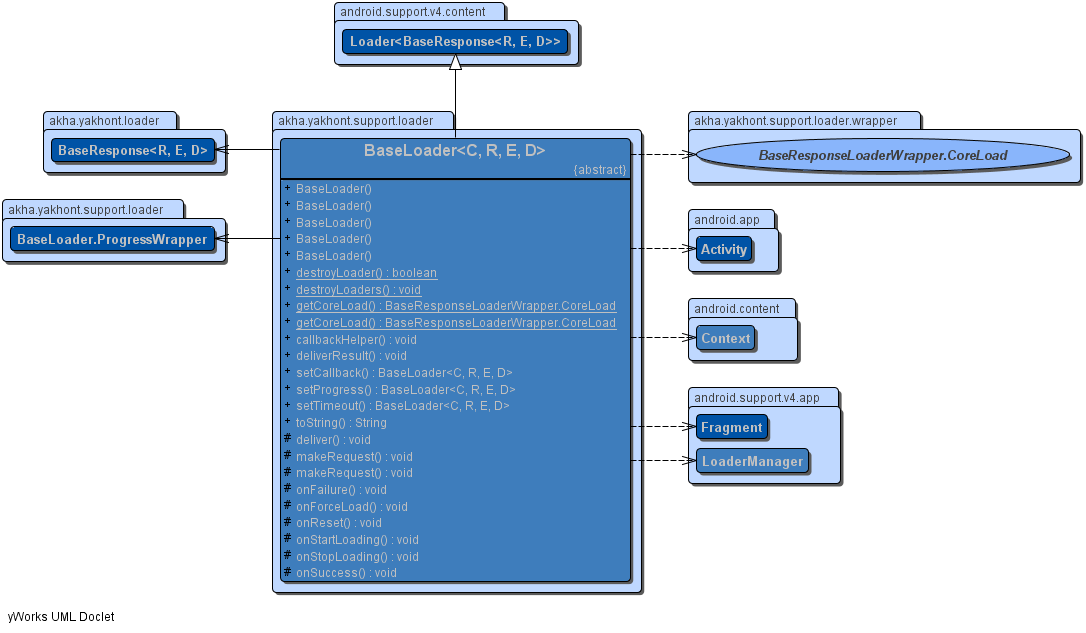 android.support.v4.content
Loader<BaseResponse<R, E, D>>
akha.yakhont.loader
BaseResponse<R, E, D>
akha.yakhont.support.loader
BaseLoader.ProgressWrapper
akha.yakhont.support.loader
BaseLoader<C, R, E, D>
{abstract}
+ BaseLoader()
+ BaseLoader()
+ BaseLoader()
+ BaseLoader()
+ BaseLoader()
+ destroyLoader() : boolean
+ destroyLoaders() : void
+ getCoreLoad() : BaseResponseLoaderWrapper.CoreLoad
+ getCoreLoad() : BaseResponseLoaderWrapper.CoreLoad
+ callbackHelper() : void
+ deliverResult() : void
+ setCallback() : BaseLoader<C, R, E, D>
+ setProgress() : BaseLoader<C, R, E, D>
+ setTimeout() : BaseLoader<C, R, E, D>
+ toString() : String
# deliver() : void
# makeRequest() : void
# makeRequest() : void
# onFailure() : void
# onForceLoad() : void
# onReset() : void
# onStartLoading() : void
# onStopLoading() : void
# onSuccess() : void
akha.yakhont.support.loader.wrapper
BaseResponseLoaderWrapper.CoreLoad
android.app
Activity
android.content
Context
android.support.v4.app
Fragment
LoaderManager
yWorks UML Doclet